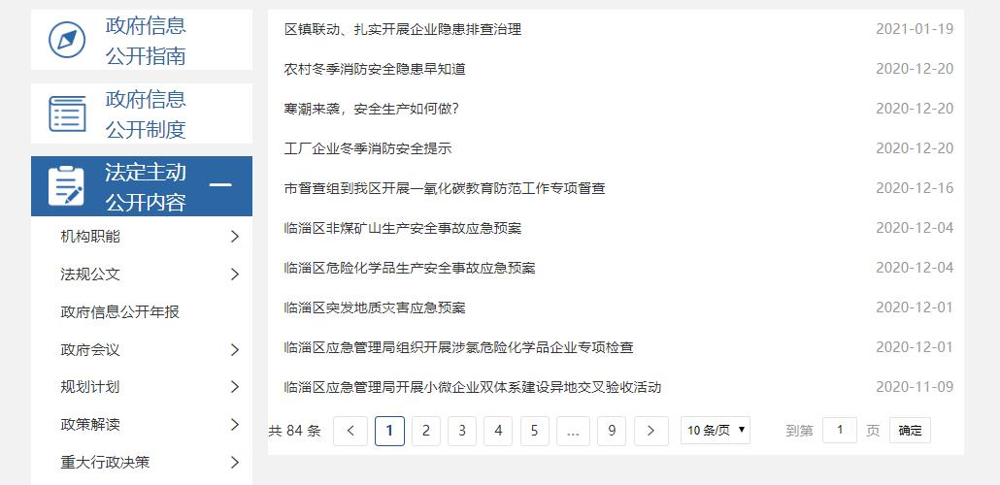 政府信息
公开指南
政府信息
公开制度
法定主动
公开内容
机构职能
法规公文
政府信息公开年报
政府会议
规划计划
政策解读
重大行政决策
区镇联动、扎实开展企业隐患排查治理 2021-01-19
农村冬季消防安全隐患早知道 2020-12-20
寒潮来袭，安全生产如何做？ 2020-12-20
工厂企业冬季消防安全提示 2020-12-20
市督查组到我区开展一氧化碳教育防范工作专项督查 2020-12-16
临淄区非煤矿山生产安全事故应急预案 2020-12-04
临淄区危险化学品生产安全事故应急预案 2020-12-04
临淄区突发地质灾害应急预案 2020-12-01
临淄区应急管理局组织开展涉氯危险化学品企业专项检查 2020-12-01
临淄区应急管理局开展小微企业双体系建设异地交叉验收活动 2020-11-09
共 84 条 < 1 2 3 4 5 ... 9 > 10 条/页 到第 1 页 确定